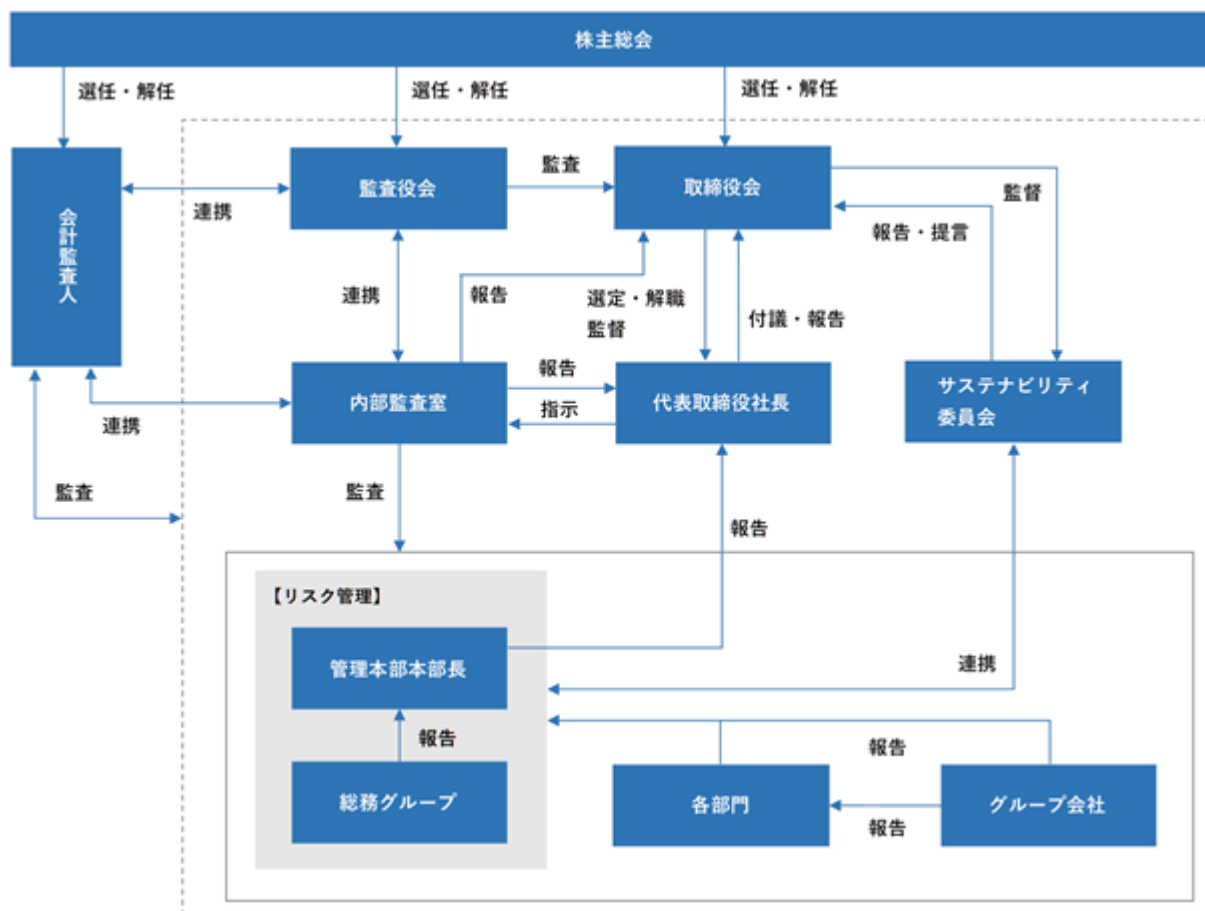 株主総会
選任・解任
選任・解任
選任・解任
会計監査人
監査役会
監査
取締役会
監督
連携
報告・提言
連携
報告
選定・解職
監督
付議・報告
内部監査室
報告
指示
代表取締役社長
サステナビリティ
委員会
連携
監査
監査
報告
【リスク管理】
管理本部本部長
連携
報告
報告
総務グループ
各部門
報告
グループ会社